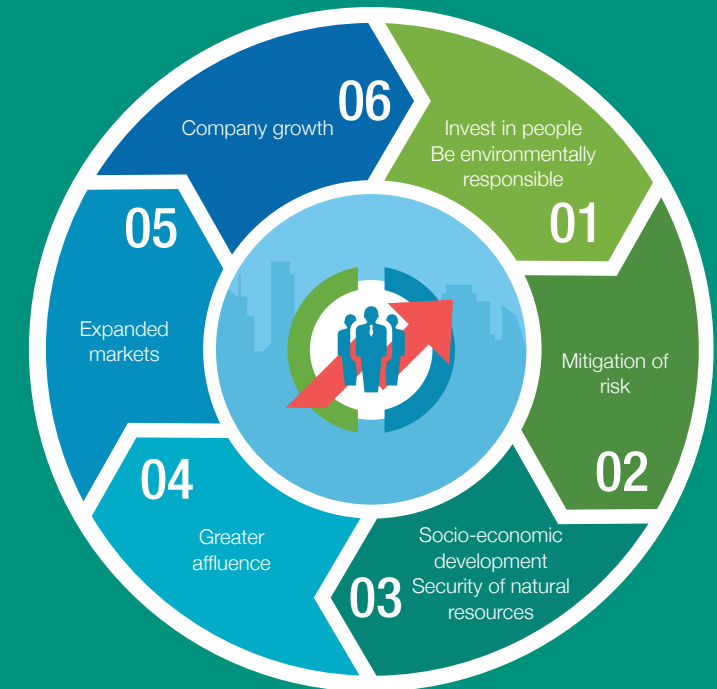 01
Invest in people
Be environmentally
responsible
02
Mitigation of
risk
03
Socio-economic
development
Security of natural
resources
04
Greater
affluence
05
Expanded
markets
06
Company growth